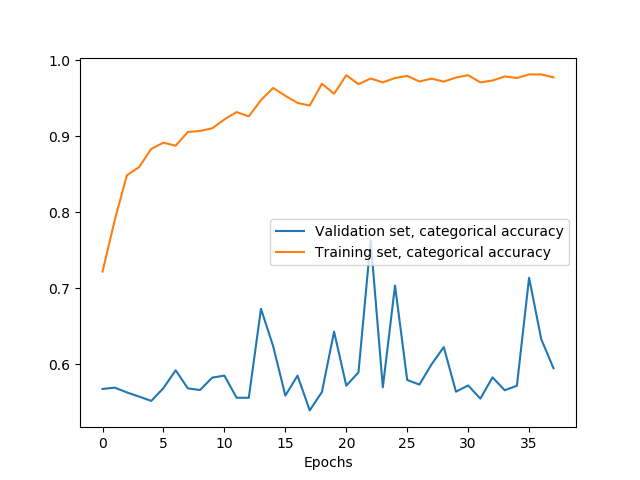 1.0
0.9
0.8
0.7
0.6
Validation set, categorical accuracy
Training set, categorical accuracy
0 5 10 15 20 25 30 35
Epochs